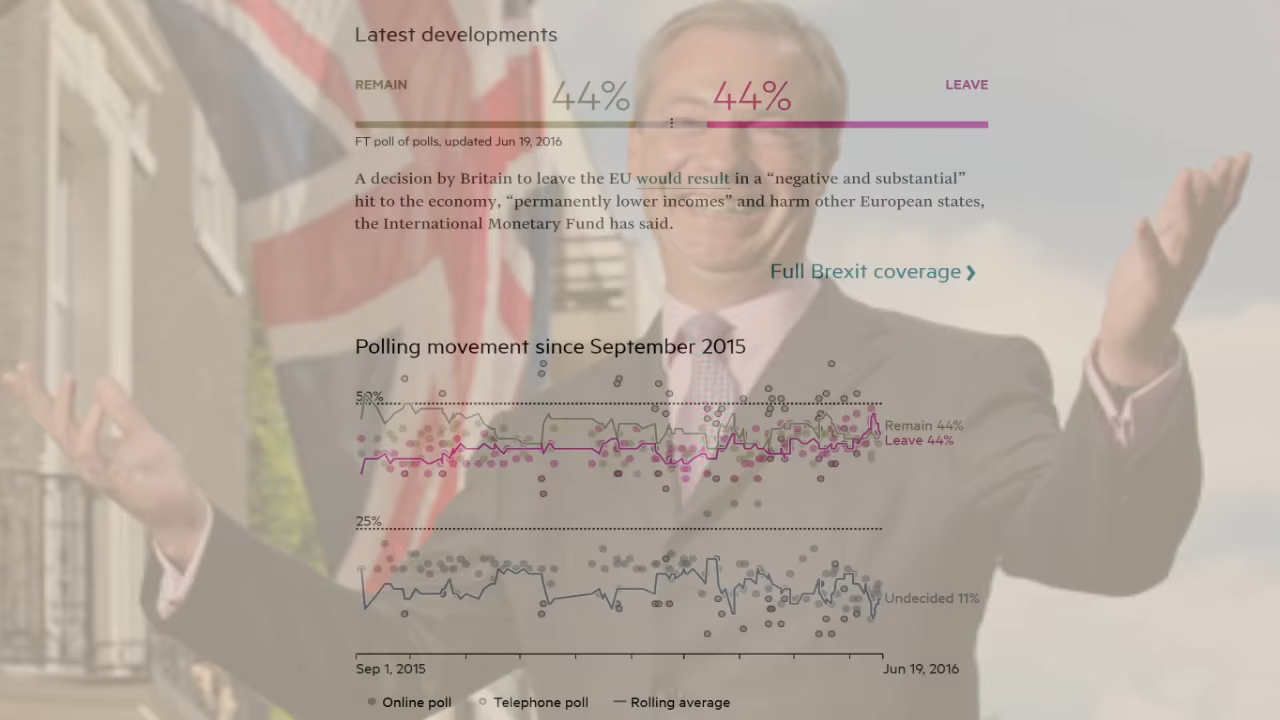 Latest developments
REMAIN 44% 44% LEAVE
FT poll of polls, updated Jun 19, 2016
A decision by Britain to leave the EU would result in a “negative and substantial”
hit to the economy, “permanently lower incomes” and harm other European states,
the International Monetary Fund has said.
Full Brexit coverage ❯
Polling movement since September 2015
50%
Remain 44%
Leave 44%
25%
Undecided 11%
Sep 1, 2015 Jun 19, 2016
Online poll Telephone poll Rolling average